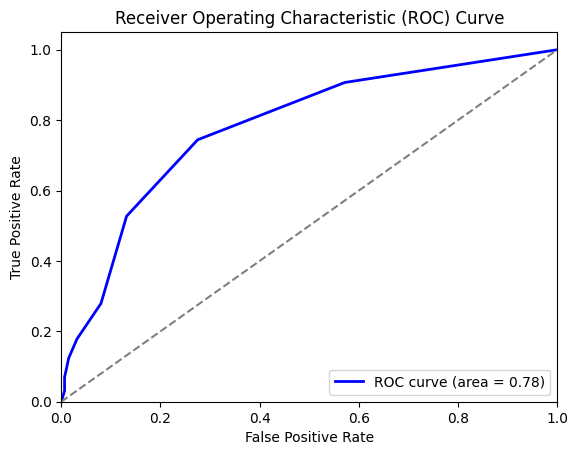 Receiver Operating Characteristic (ROC) Curve
1.0
0.8
0.6
0.4
0.2
0.0
True Positive Rate
ROC curve (area = 0.78)
0.0 0.2 0.4 0.6 0.8 1.0
False Positive Rate